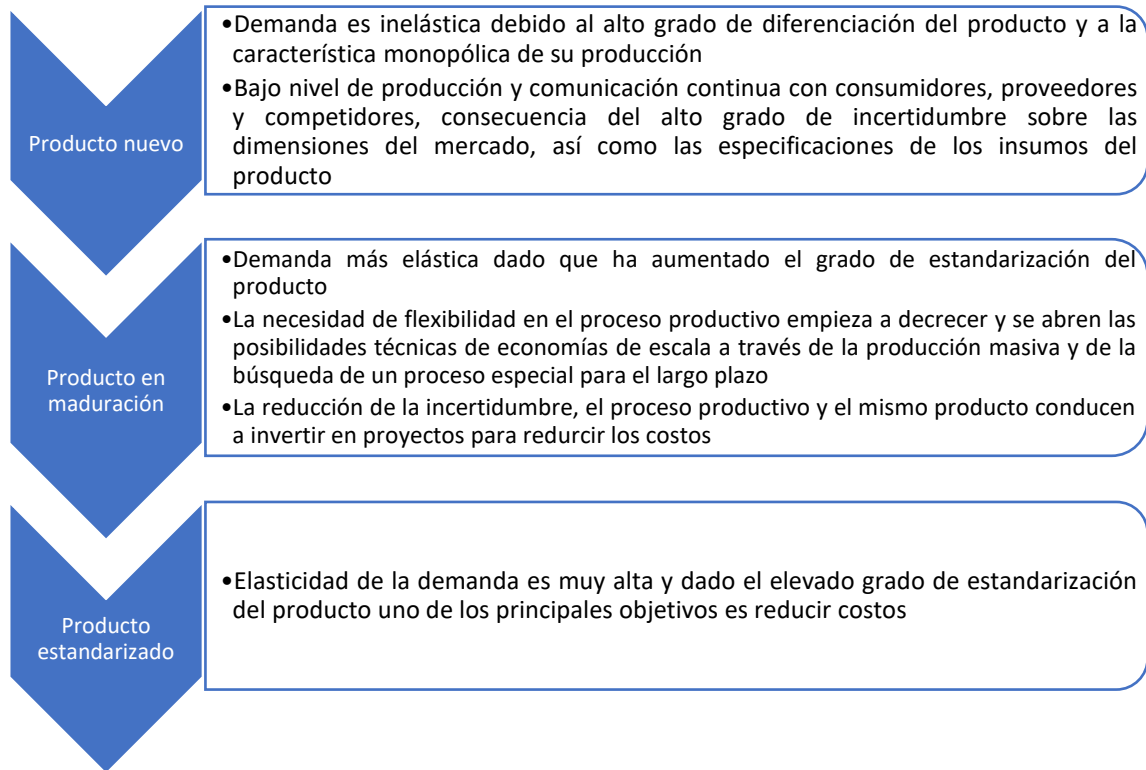 Producto nuevo
•Demanda es inelástica debido al alto grado de diferenciación del producto y a la
característica monopólica de su producción
•Bajo nivel de producción y comunicación continua con consumidores, proveedores
y competidores, consecuencia del alto grado de incertidumbre sobre las
dimensiones del mercado, así como las especificaciones de los insumos del
producto
Producto en
maduración
•Demanda más elástica dado que ha aumentado el grado de estandarización del
producto
•La necesidad de flexibilidad en el proceso productivo empieza a decrecer y se abren las
posibilidades técnicas de economías de escala a través de la producción masiva y de la
búsqueda de un proceso especial para el largo plazo
•La reducción de la incertidumbre, el proceso productivo y el mismo producto conducen
a invertir en proyectos para redurcir los costos
Producto
estandarizado
•Elasticidad de la demanda es muy alta y dado el elevado grado de estandarización
del producto uno de los principales objetivos es reducir costos